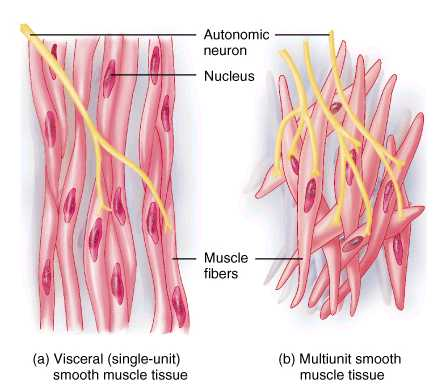 Autonomic
neuron
Nucleus
Muscle
fibers
(a) Visceral (single-unit)
smooth muscle tissue
(b) Multiunit smooth
muscle tissue